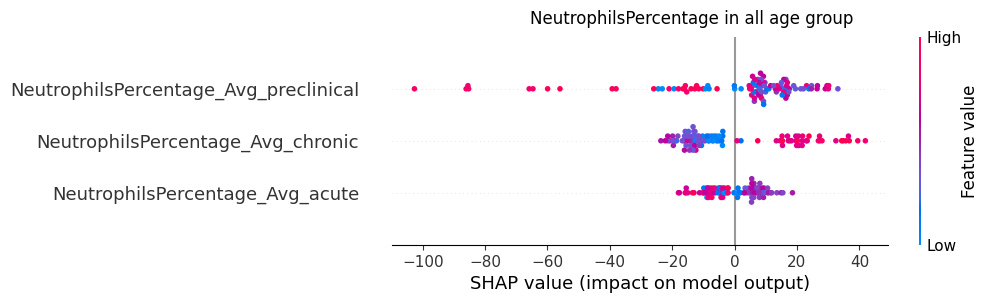 NeutrophilsPercentage in all age group
High
NeutrophilsPercentage_Avg_preclinical
NeutrophilsPercentage_Avg_chronic
NeutrophilsPercentage_Avg_acute
Feature value
Low
−100 −80 −60 −40 −20 0 20 40
SHAP value (impact on model output)